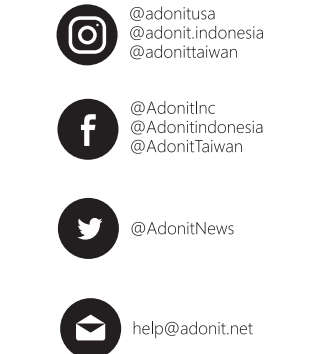 @adonitusa
@adonit.indonesia
@adonittaiwan
@AdonitInc
@Adonitindonesia
@AdonitTaiwan
@AdonitNews
help@adonit.net